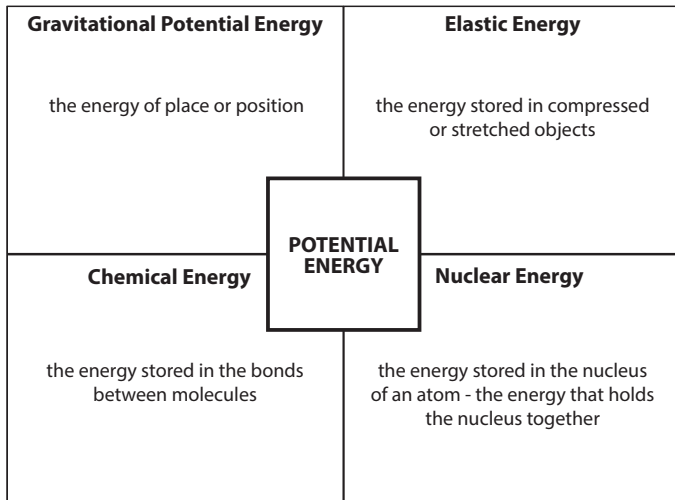 Gravitational Potential Energy
the energy of place or position
Elastic Energy
the energy stored in compressed
or stretched objects
POTENTIAL
ENERGY
Chemical Energy
the energy stored in the bonds
between molecules
Nuclear Energy
the energy stored in the nucleus
of an atom - the energy that holds
the nucleus together